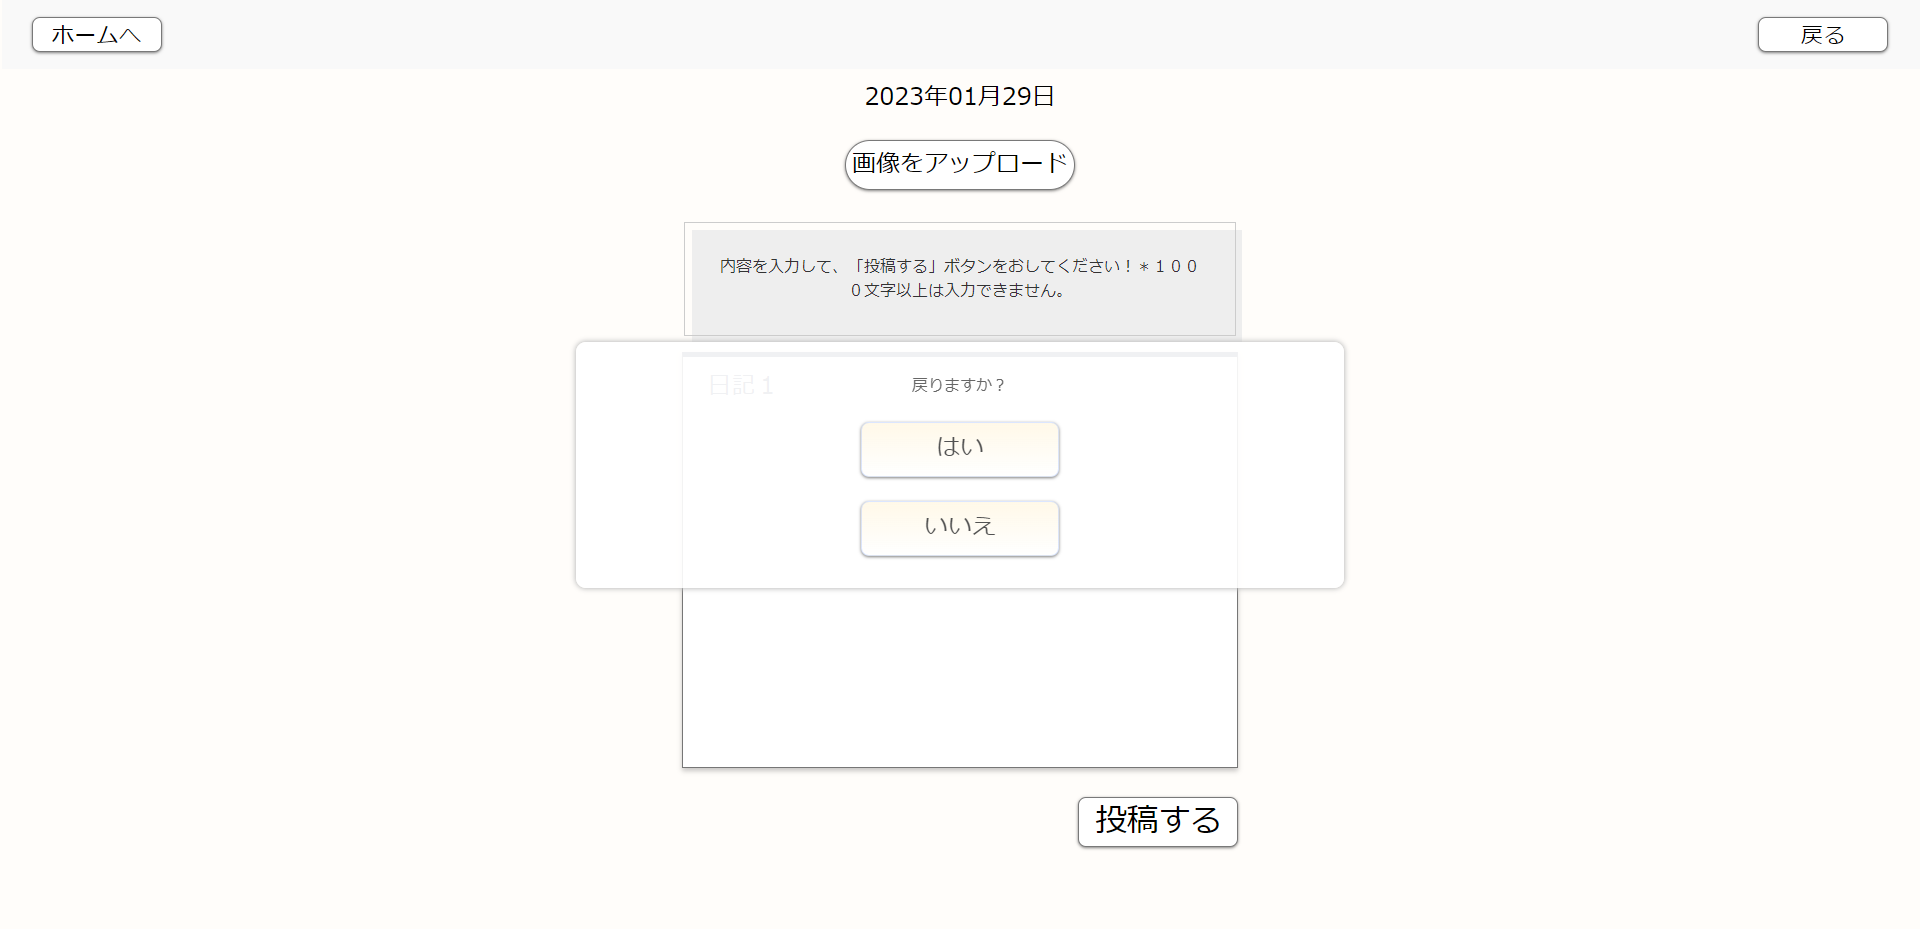 ホームへ
戻る
2023年01月29日
画像をアップロード
内容を入力して、「投稿する」ボタンをおしてください！＊１００
０文字以上は入力できません。
日記１
戻りますか？
はい
いいえ
投稿する